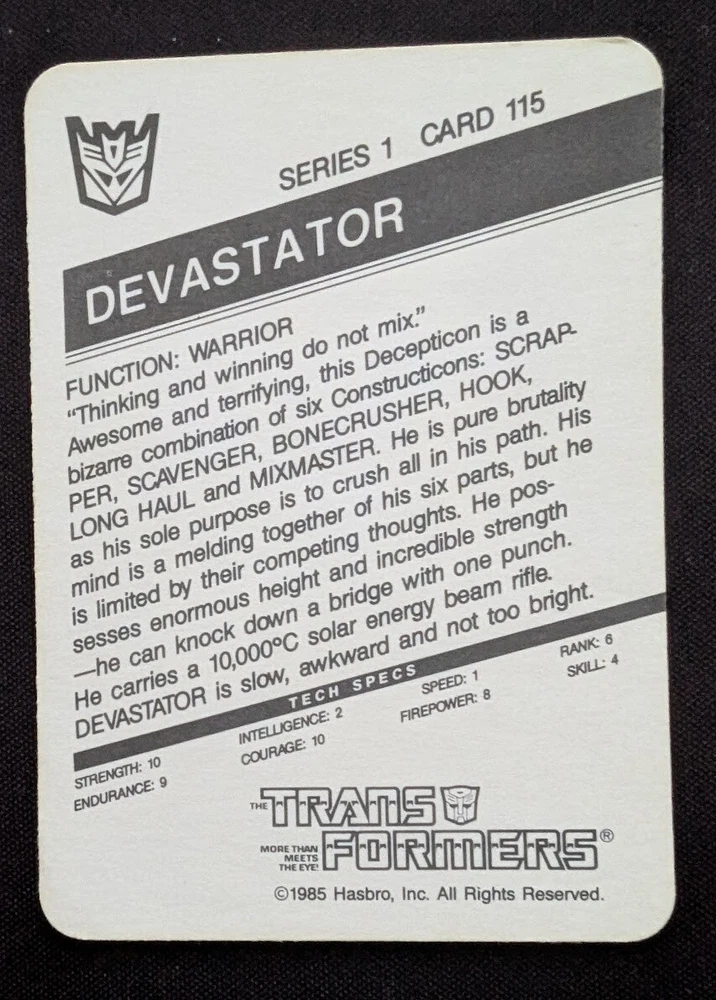 SERIES 1 CARD 115
DEVASTATOR
FUNCTION: WARRIOR
“Thinking and winning do not mix.”
Awesome and terrifying, this Decepticon is a
bizarre combination of six Constructicons: SCRAP-
PER, SCAVENGER, BONECRUSHER, HOOK,
LONG HAUL and MIXMASTER. He is pure brutality
as his sole purpose is to crush all in his path. His
mind is a melding together of his six parts, but he
is limited by their competing thoughts. He pos-
sesses enormous height and incredible strength
—he can knock down a bridge with one punch.
He carries a 10,000°C solar energy beam rifle.
DEVASTATOR is slow, awkward and not too bright.
TECH SPECS
STRENGTH: 10 INTELLIGENCE: 2 SPEED: 1 RANK: 6
ENDURANCE: 9 COURAGE: 10 FIREPOWER: 8 SKILL: 4
THE TRANS
FORMERS®
MORE THAN
MEETS
THE EYE!
©1985 Hasbro, Inc. All Rights Reserved.